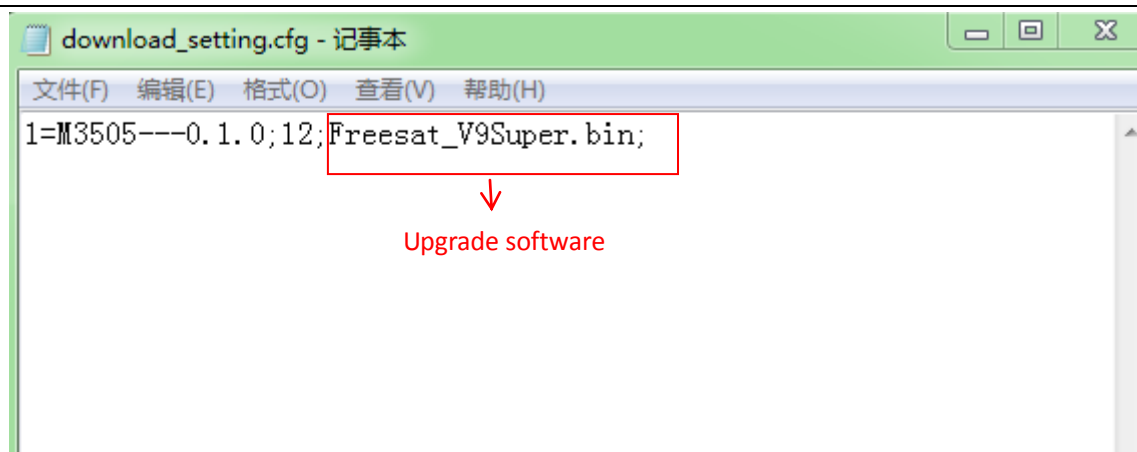 download_setting.cfg - 记事本
文件(F) 编辑(E) 格式(O) 查看(V) 帮助(H)
1=M3505---0.1.0;12;Freesat_V9Super.bin;
Upgrade software